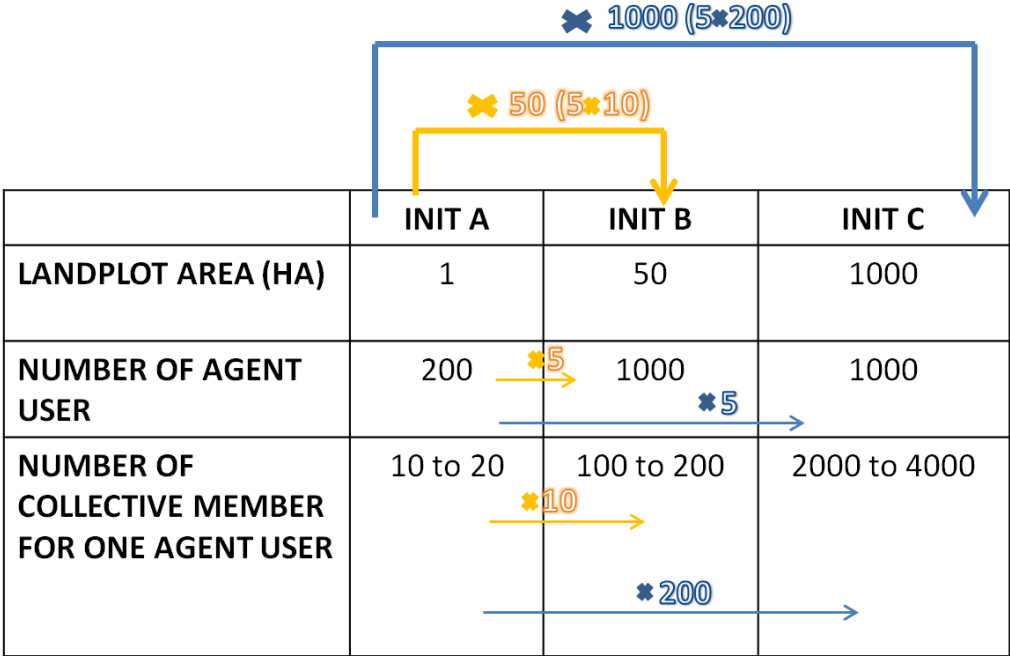 ✖ 1000 (5✖200)
✖ 50 (5✖10)
INIT A INIT B INIT C
LANDPLOT AREA (HA) 1 50 1000
NUMBER OF AGENT USER 200 ✖5 1000 1000
✖5
NUMBER OF COLLECTIVE MEMBER FOR ONE AGENT USER 10 to 20 100 to 200 2000 to 4000
✖10
✖200